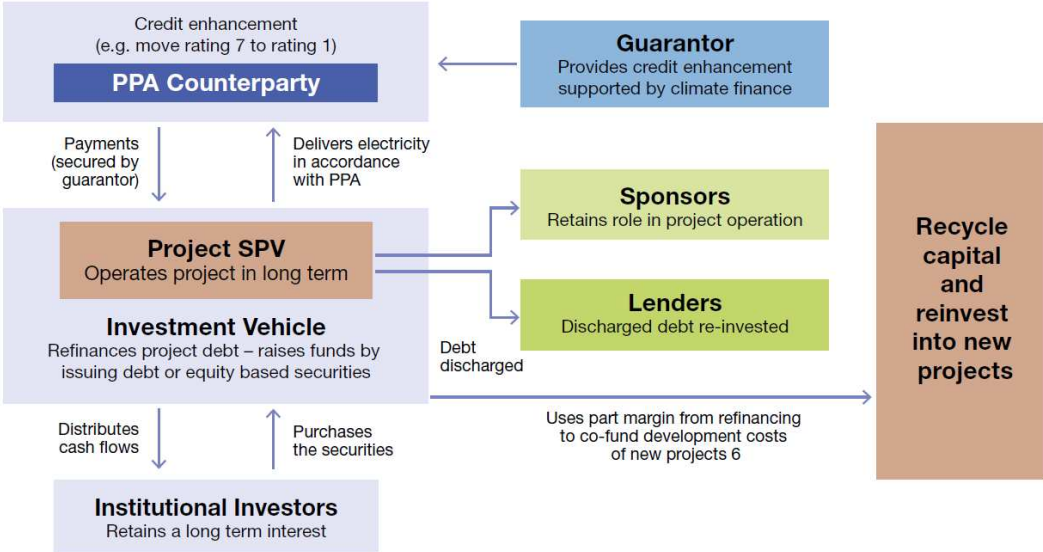 Credit enhancement
(e.g. move rating 7 to rating 1)
PPA Counterparty
Guarantor
Provides credit enhancement
supported by climate finance
Payments
(secured by
guarantor)
Delivers electricity
in accordance
with PPA
Sponsors
Retains role in project operation
Project SPV
Operates project in long term
Lenders
Discharged debt re-invested
Investment Vehicle
Refinances project debt – raises funds by
issuing debt or equity based securities
Debt
discharged
Recycle
capital
and
reinvest
into new
projects
Distributes
cash flows
Purchases
the securities
Uses part margin from refinancing
to co-fund development costs
of new projects 6
Institutional Investors
Retains a long term interest